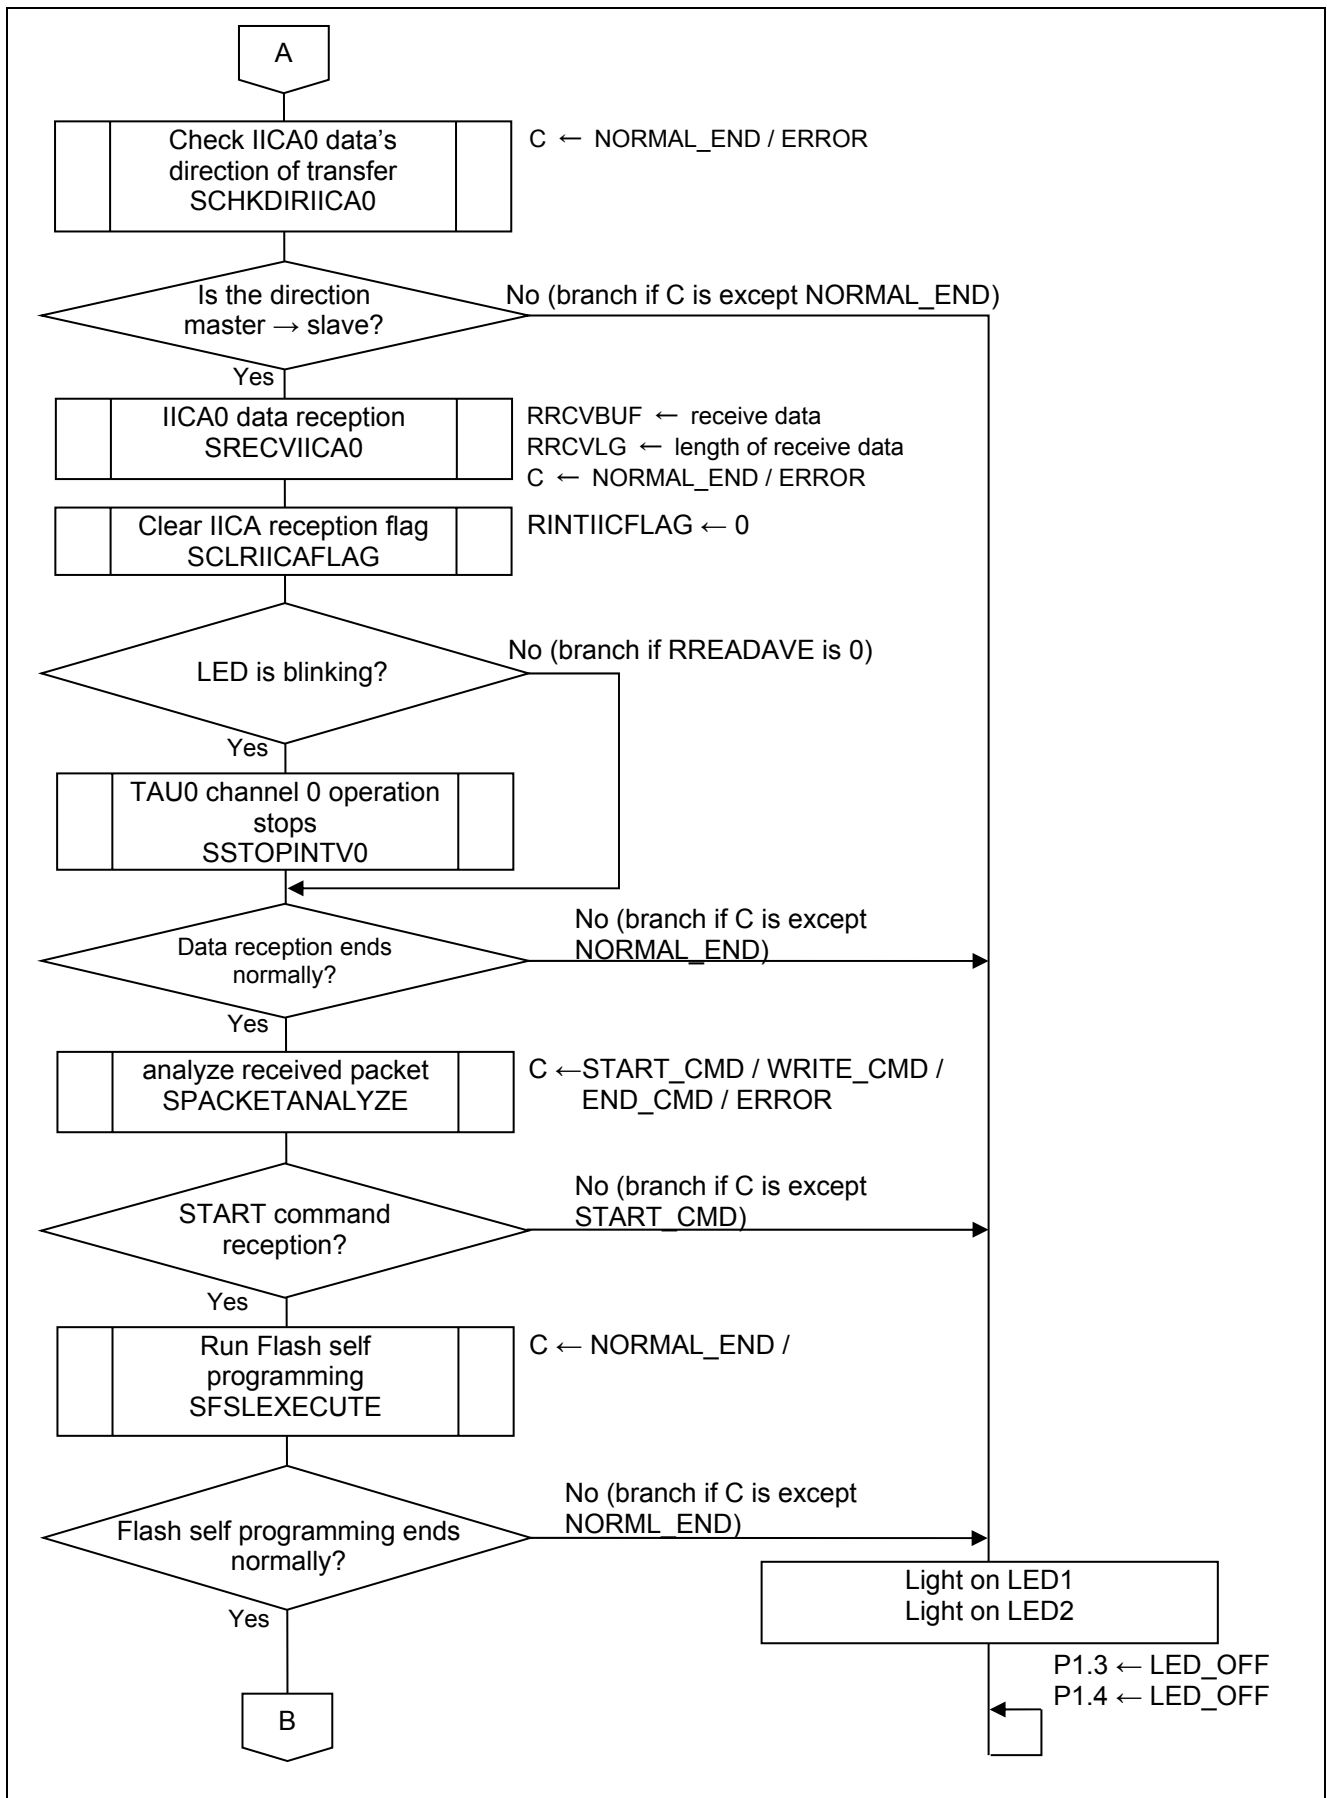 A
Check IICA0 data's
direction of transfer
SCHKDIRIICA0
C ← NORMAL_END / ERROR
Is the direction
master → slave?
No (branch if C is except NORMAL_END)
Yes
IICA0 data reception
SRECVIICA0
RRCVBUF ← receive data
RRCVLG ← length of receive data
C ← NORMAL_END / ERROR
Clear IICA reception flag
SCLRIICAFLAG
RINTIICFLAG ← 0
LED is blinking?
No (branch if RREADAVE is 0)
Yes
TAU0 channel 0 operation
stops
SSTOPINTV0
Data reception ends
normally?
No (branch if C is except
NORMAL_END)
Yes
analyze received packet
SPACKETANALYZE
C ←START_CMD / WRITE_CMD /
END_CMD / ERROR
START command
reception?
No (branch if C is except
START_CMD)
Yes
Run Flash self
programming
SFSLEXECUTE
C ← NORMAL_END /
Flash self programming ends
normally?
No (branch if C is except
NORML_END)
Yes
Light on LED1
Light on LED2
P1.3 ← LED_OFF
P1.4 ← LED_OFF
B